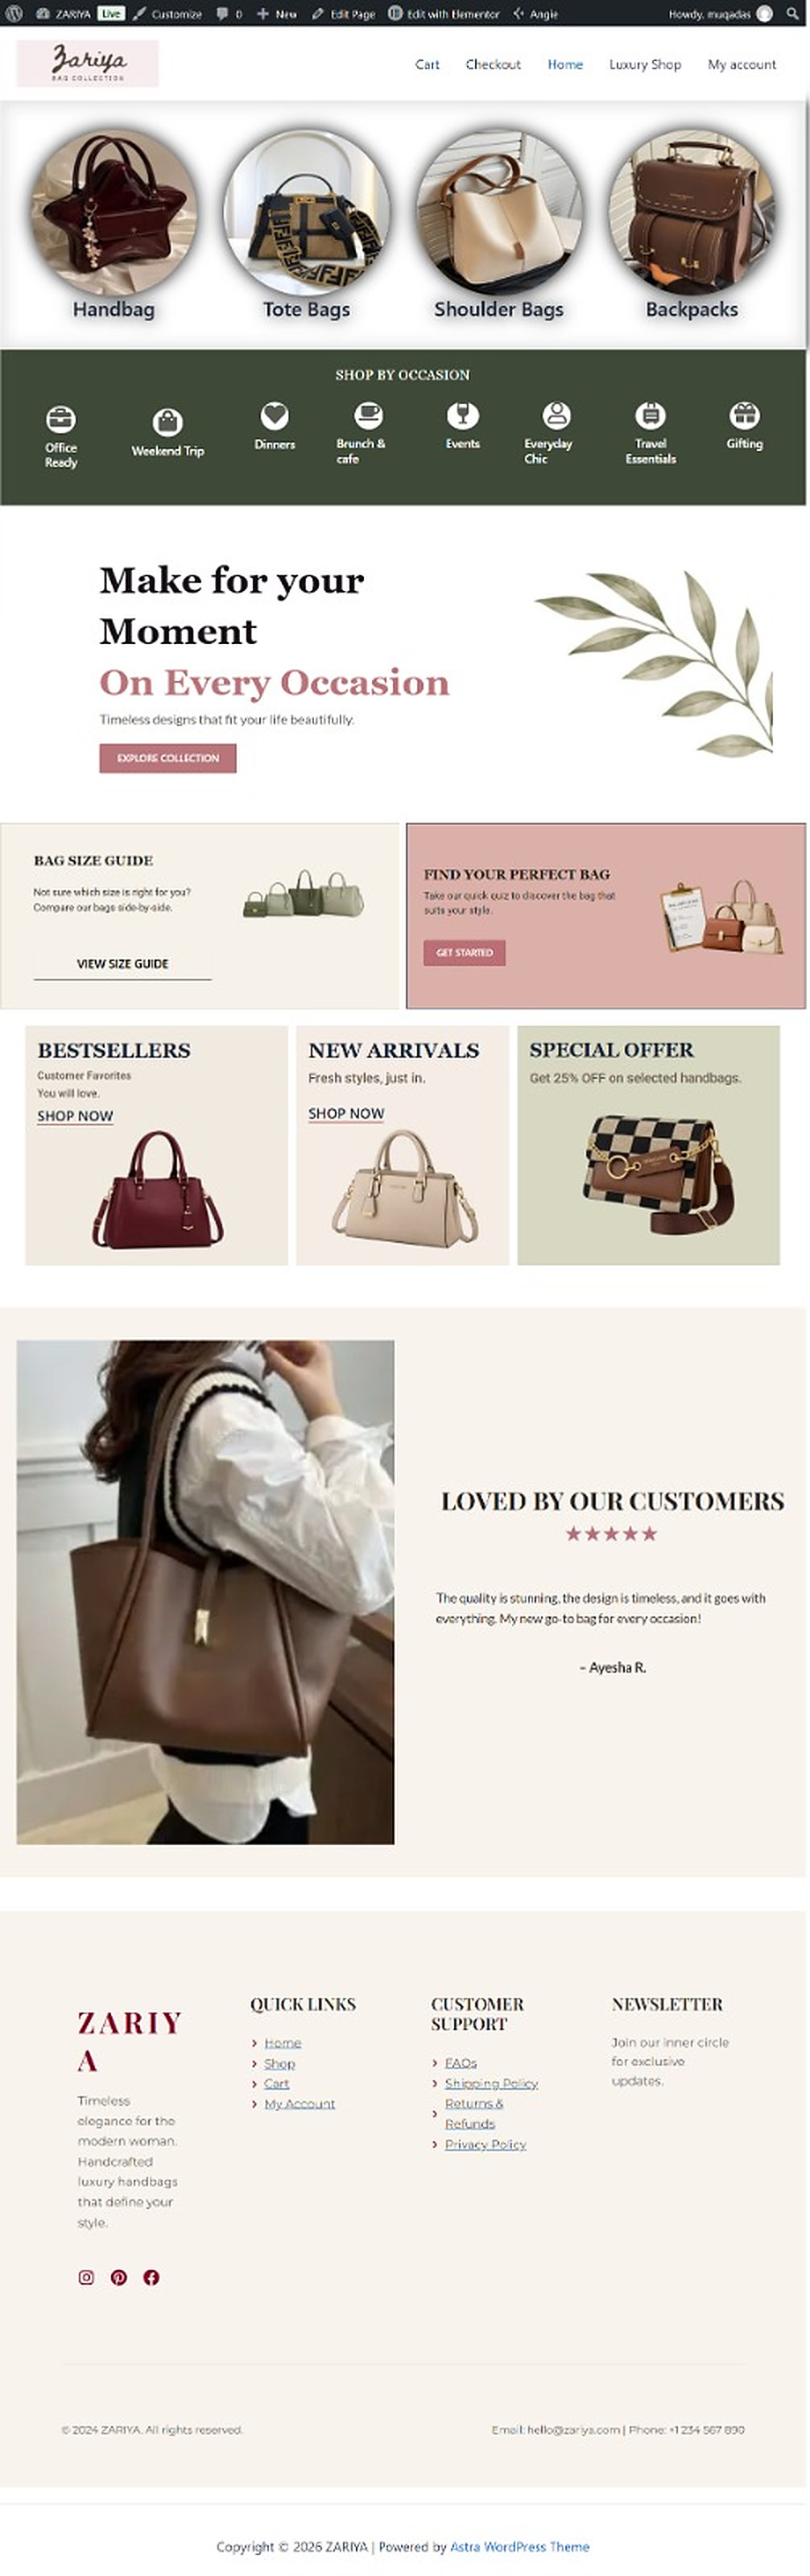 ZARIYA Live Customize 0 New Edit Page Edit with Elementor Angie Howdy, muqadas
Zariya
BAG COLLECTION
Cart Checkout Home Luxury Shop My account
Handbag Tote Bags Shoulder Bags Backpacks
SHOP BY OCCASION
Office
Ready
Weekend Trip
Dinners
Brunch &
cafe
Events
Everyday
Chic
Travel
Essentials
Gifting
Make for your
Moment
On Every Occasion
Timeless designs that fit your life beautifully.
EXPLORE COLLECTION
BAG SIZE GUIDE
Not sure which size is right for you?
Compare our bags side-by-side.
VIEW SIZE GUIDE
FIND YOUR PERFECT BAG
Take our quick quiz to discover the bag that
suits your style.
GET STARTED
BESTSELLERS
Customer Favorites
You will love.
SHOP NOW
NEW ARRIVALS
Fresh styles, just in.
SHOP NOW
SPECIAL OFFER
Get 25% OFF on selected handbags.
LOVED BY OUR CUSTOMERS
★★★★★
The quality is stunning, the design is timeless, and it goes with
everything. My new go-to bag for every occasion!
– Ayesha R.
ZARIY
A
Timeless
elegance for the
modern woman.
Handcrafted
luxury handbags
that define your
style.
QUICK LINKS
Home
Shop
Cart
My Account
CUSTOMER
SUPPORT
FAQs
Shipping Policy
Returns &
Refunds
Privacy Policy
NEWSLETTER
Join our inner circle
for exclusive
updates.
© 2024 ZARIYA. All rights reserved.
Email: hello@zariya.com | Phone: +1 234 567 890
Copyright © 2026 ZARIYA | Powered by Astra WordPress Theme